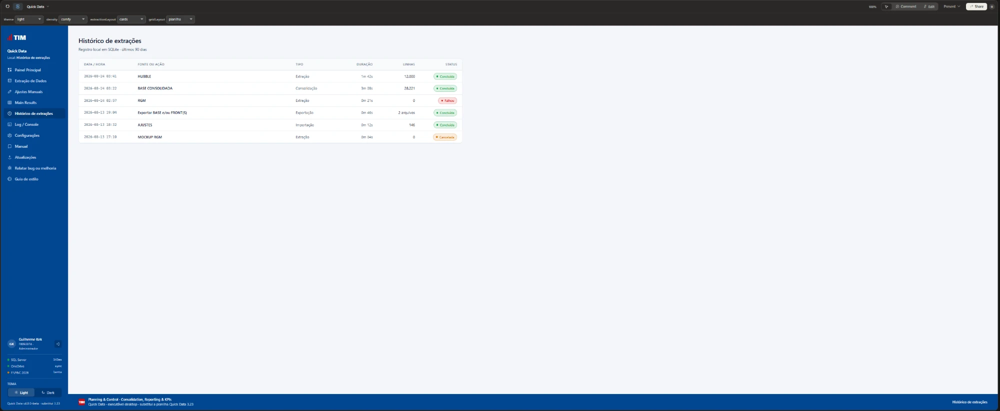 Quick Data
100%
Comment
Edit
Present
Share
theme light density comfy extractionLayout cards gridLayout planilha
TIM
Quick Data
Local: Histórico de extrações
Painel Principal
Extração de Dados
Ajustes Manuais
Main Results
Histórico de extrações
Log / Console
Configurações
Manual
Atualizações
Relatar bug ou melhoria
Guia de estilo
GK
Guilherme Kek
F8092874 -
Administrador
SQL Server 143ms
OneDrive sync
F:\P&C 2026 lento
TEMA
Light Dark
Quick Data v4.0.0-beta · substitui 3.23
Histórico de extrações
Registro local em SQLite · últimos 90 dias
DATA / HORA FONTE OU AÇÃO TIPO DURAÇÃO LINHAS STATUS
2026-08-14 03:41 HUBBLE Extração 1m 42s 12.000 Concluída
2026-08-14 03:22 BASE CONSOLIDADA Consolidação 3m 08s 28.221 Concluída
2026-08-14 02:57 RGM Extração 0m 21s 0 Falhou
2026-08-13 19:04 Exportar BASE e/ou FRONT(S) Exportação 0m 46s 2 arquivos Concluída
2026-08-13 18:32 AJUSTES Importação 0m 12s 146 Concluída
2026-08-13 17:10 MOCKUP RGM Extração 0m 04s 0 Cancelada
TIM
Planning & Control · Consolidation, Reporting & KPIs
Quick Data · executável desktop · substitui a planilha Quick Data 3.23
Histórico de extrações